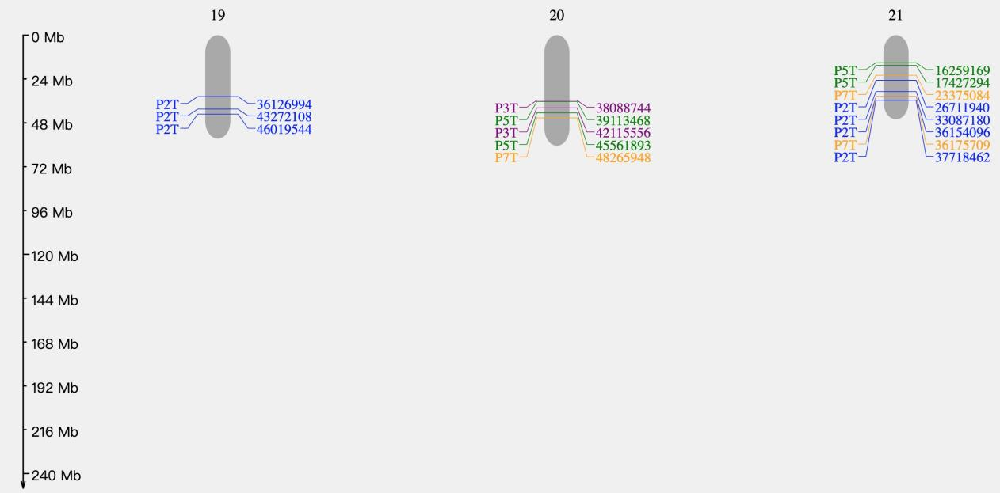 19 20 21
0 Mb
24 Mb
48 Mb
72 Mb
96 Mb
120 Mb
144 Mb
168 Mb
192 Mb
216 Mb
240 Mb
P2T 36126994
P2T 43272108
P2T 46019544
P3T 38088744
P5T 39113468
P3T 42115556
P5T 45561893
P7T 48265948
P5T 16259169
P5T 17427294
P7T 23375084
P2T 26711940
P2T 33087180
P2T 36154096
P7T 36175709
P2T 37718462